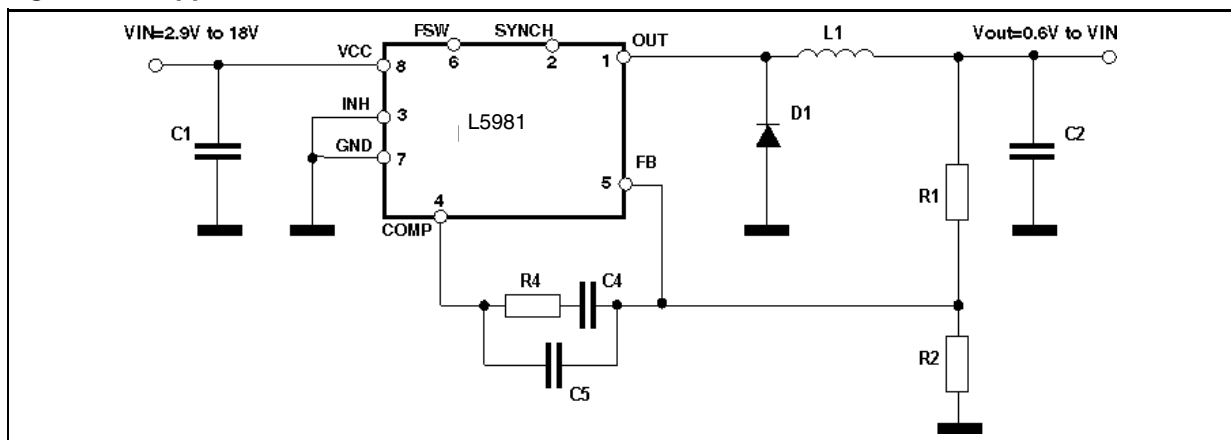 VIN=2.9V to 18V
FSW
SYNCH
OUT
L1
Vout=0.6V to VIN
VCC
8
6
2
1
INH
3
L5981
C1
D1
C2
GND
7
FB
5
R1
4
COMP
R4
C4
R2
C5